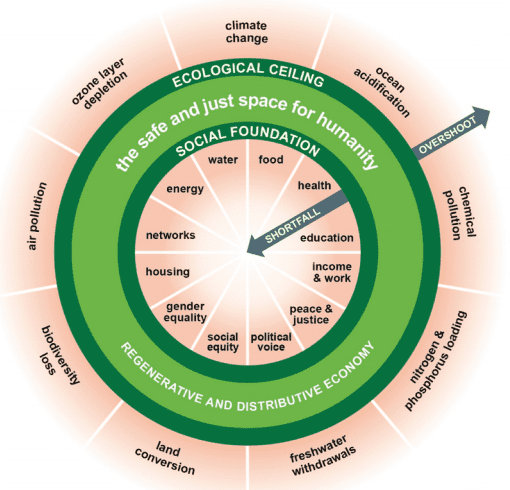 climate
change
ocean
acidification
chemical
pollution
nitrogen &
phosphorus loading
freshwater
withdrawals
land
conversion
biodiversity
loss
air pollution
ozone layer
depletion
ECOLOGICAL CEILING
the safe and just space for humanity
SOCIAL FOUNDATION
OVERSHOOT
SHORTFALL
water
food
health
education
income
& work
peace &
justice
political
voice
social
equity
gender
equality
housing
networks
energy
REGENERATIVE AND DISTRIBUTIVE ECONOMY